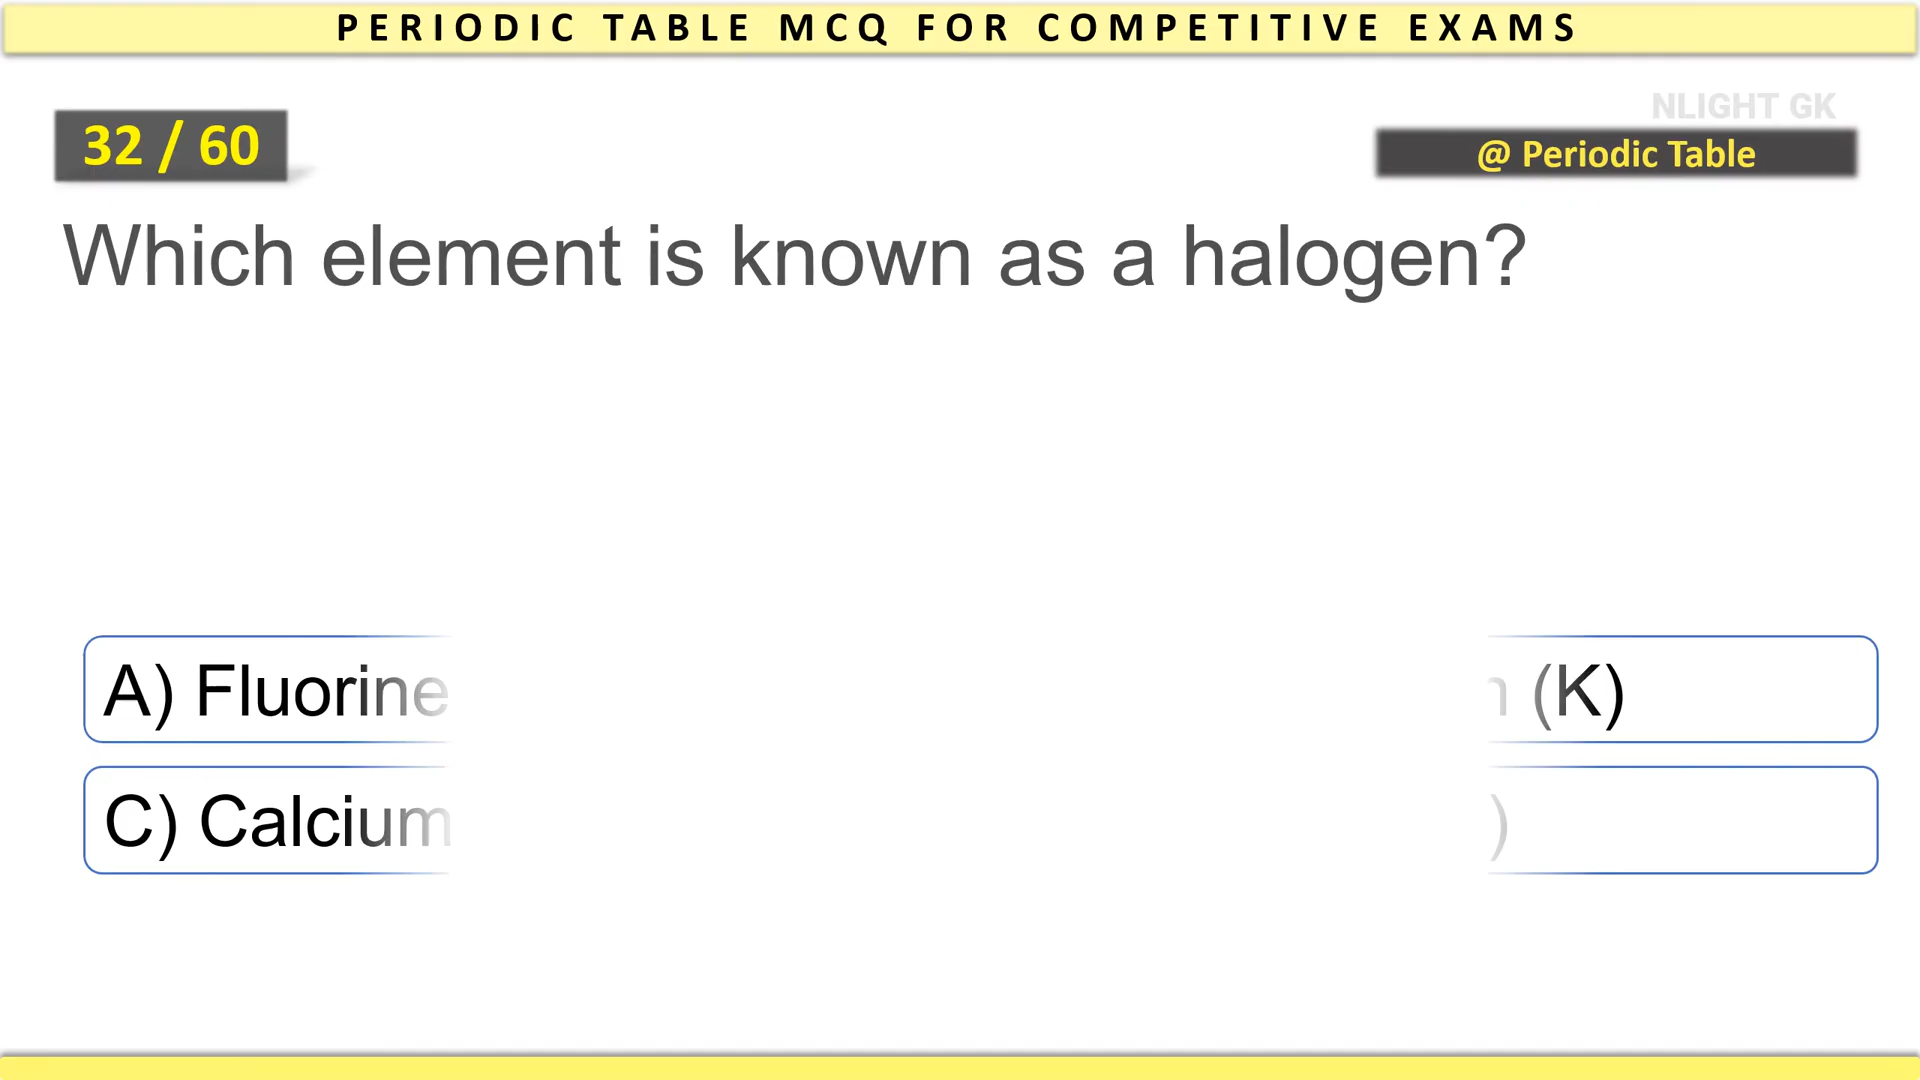 PERIODIC TABLE MCQ FOR COMPETITIVE EXAMS
NLIGHT GK
32 / 60
@ Periodic Table
Which element is known as a halogen?
A) Fluorine
(K)
C) Calcium
)